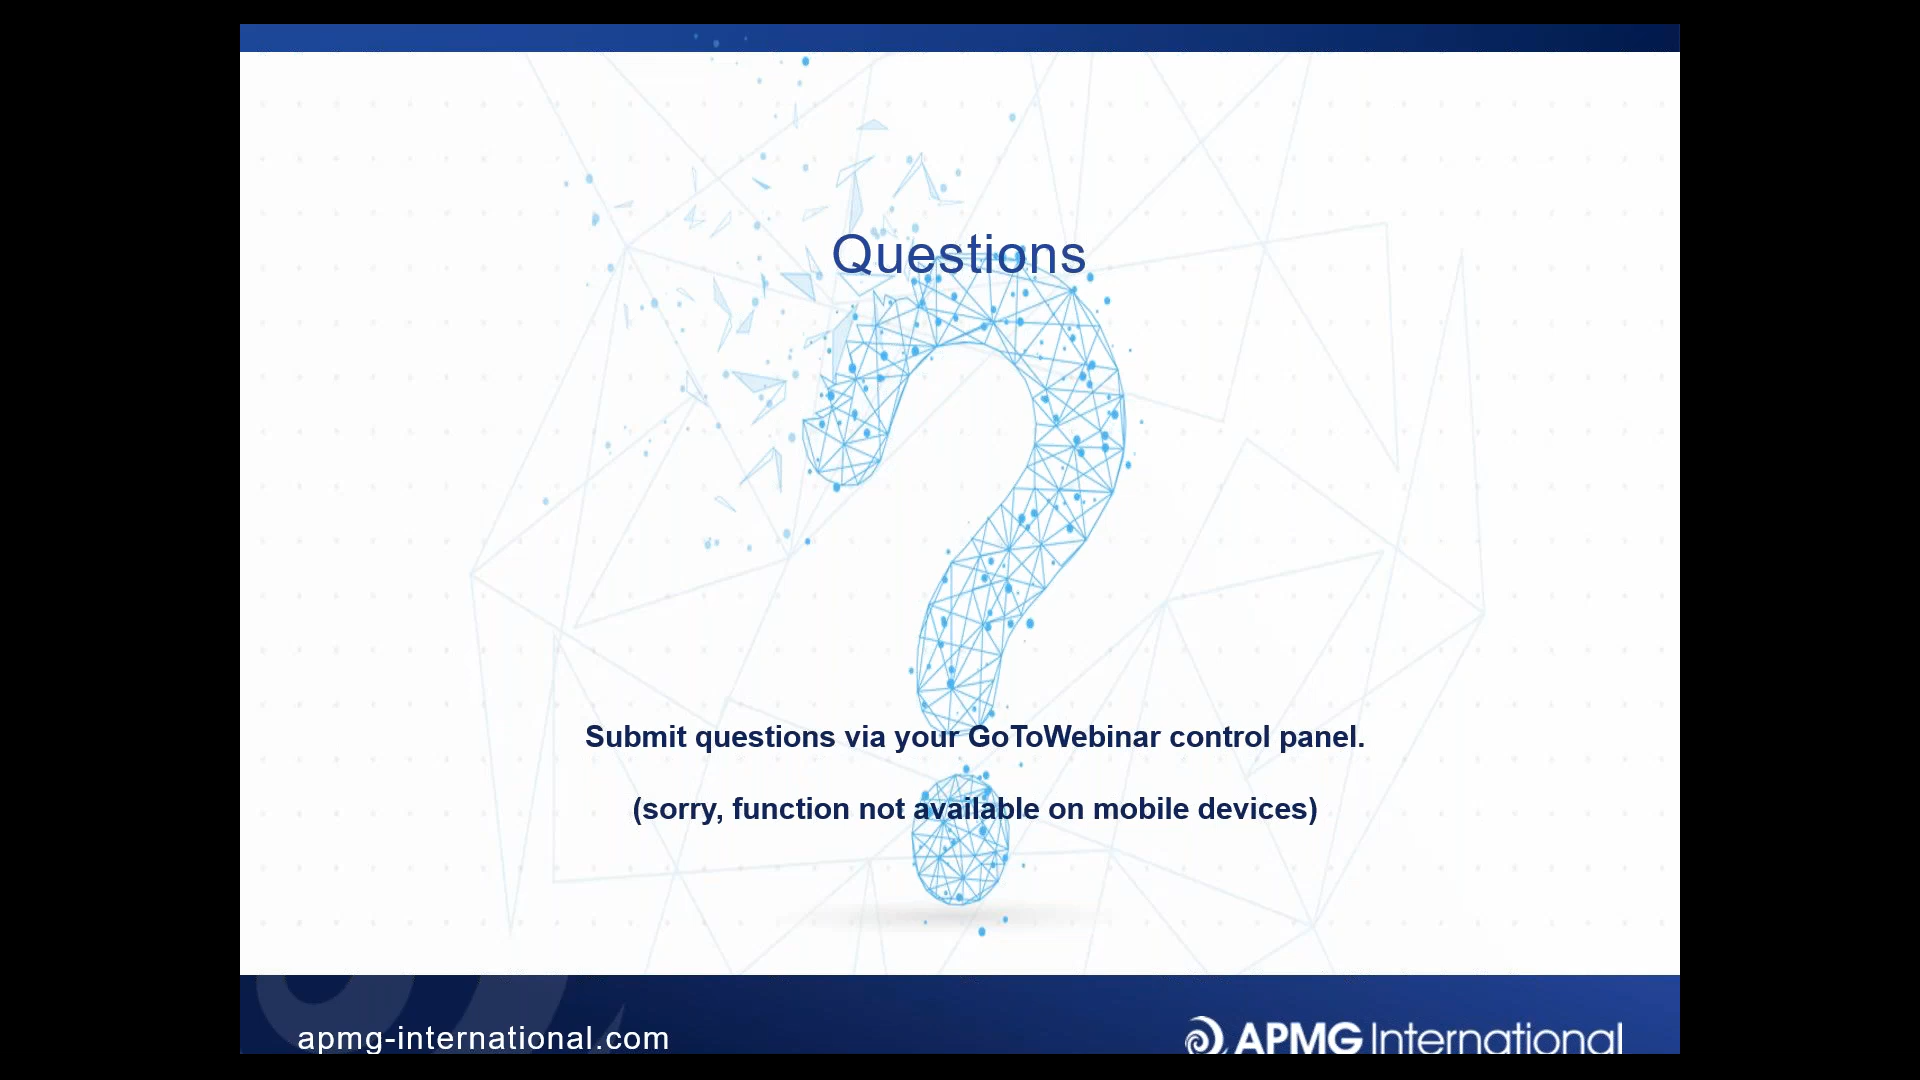 Questions
Submit questions via your GoToWebinar control panel.
(sorry, function not available on mobile devices)
apmg-international.com
APMG International